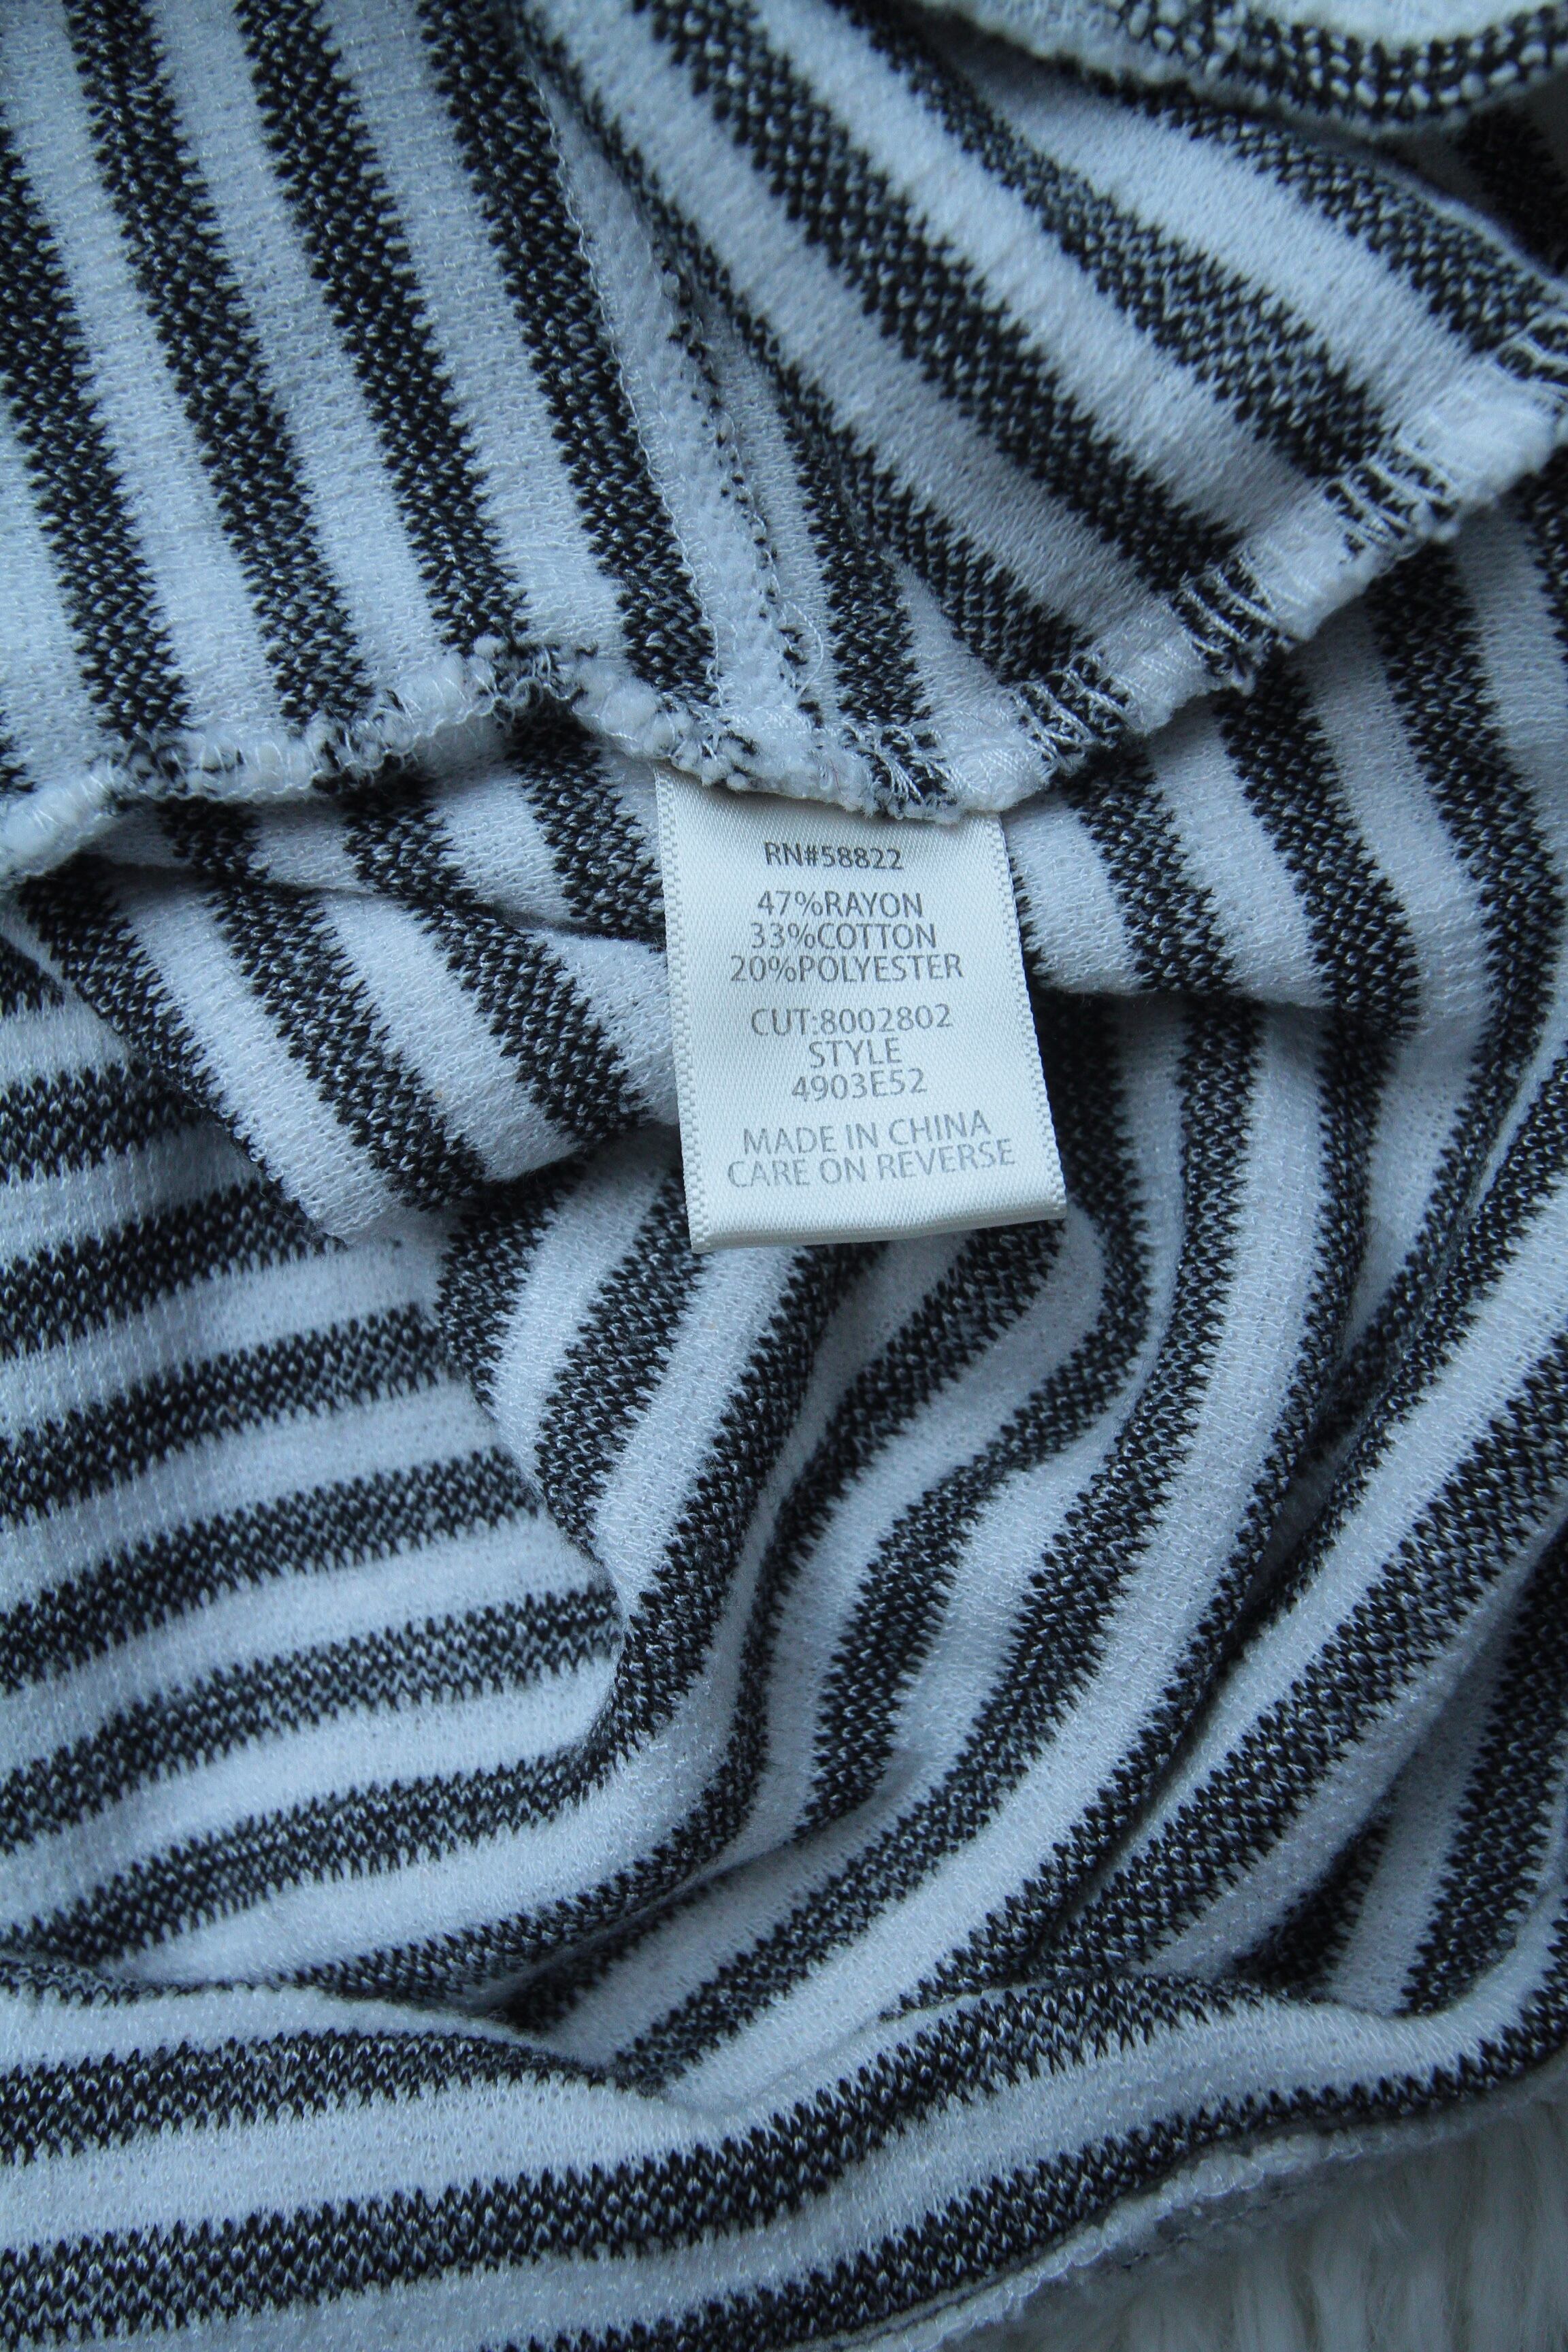 RN#58822
47%RAYON
33%COTTON
20%POLYESTER
CUT:8002802
STYLE
4903E52
MADE IN CHINA
CARE ON REVERSE